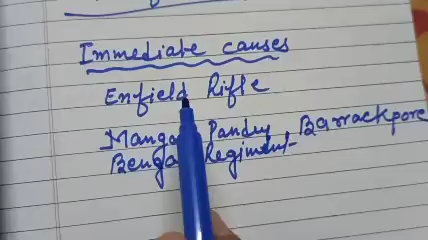 Immediate causes
Enfield Rifle
Mangal Pandey, Barrackpore
Bengal Regiment-